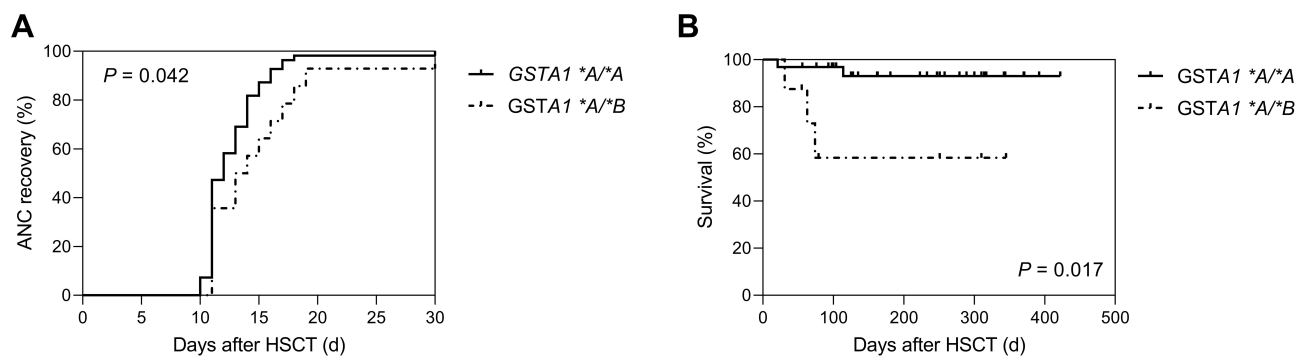 A
ANC recovery (%)
100
80
60
40
20
0
P = 0.042
0 5 10 15 20 25 30
Days after HSCT (d)
GSTA1 *A/*A
GSTA1 *A/*B
B
Survival (%)
100
80
60
40
20
0
P = 0.017
0 100 200 300 400 500
Days after HSCT (d)
GSTA1 *A/*A
GSTA1 *A/*B